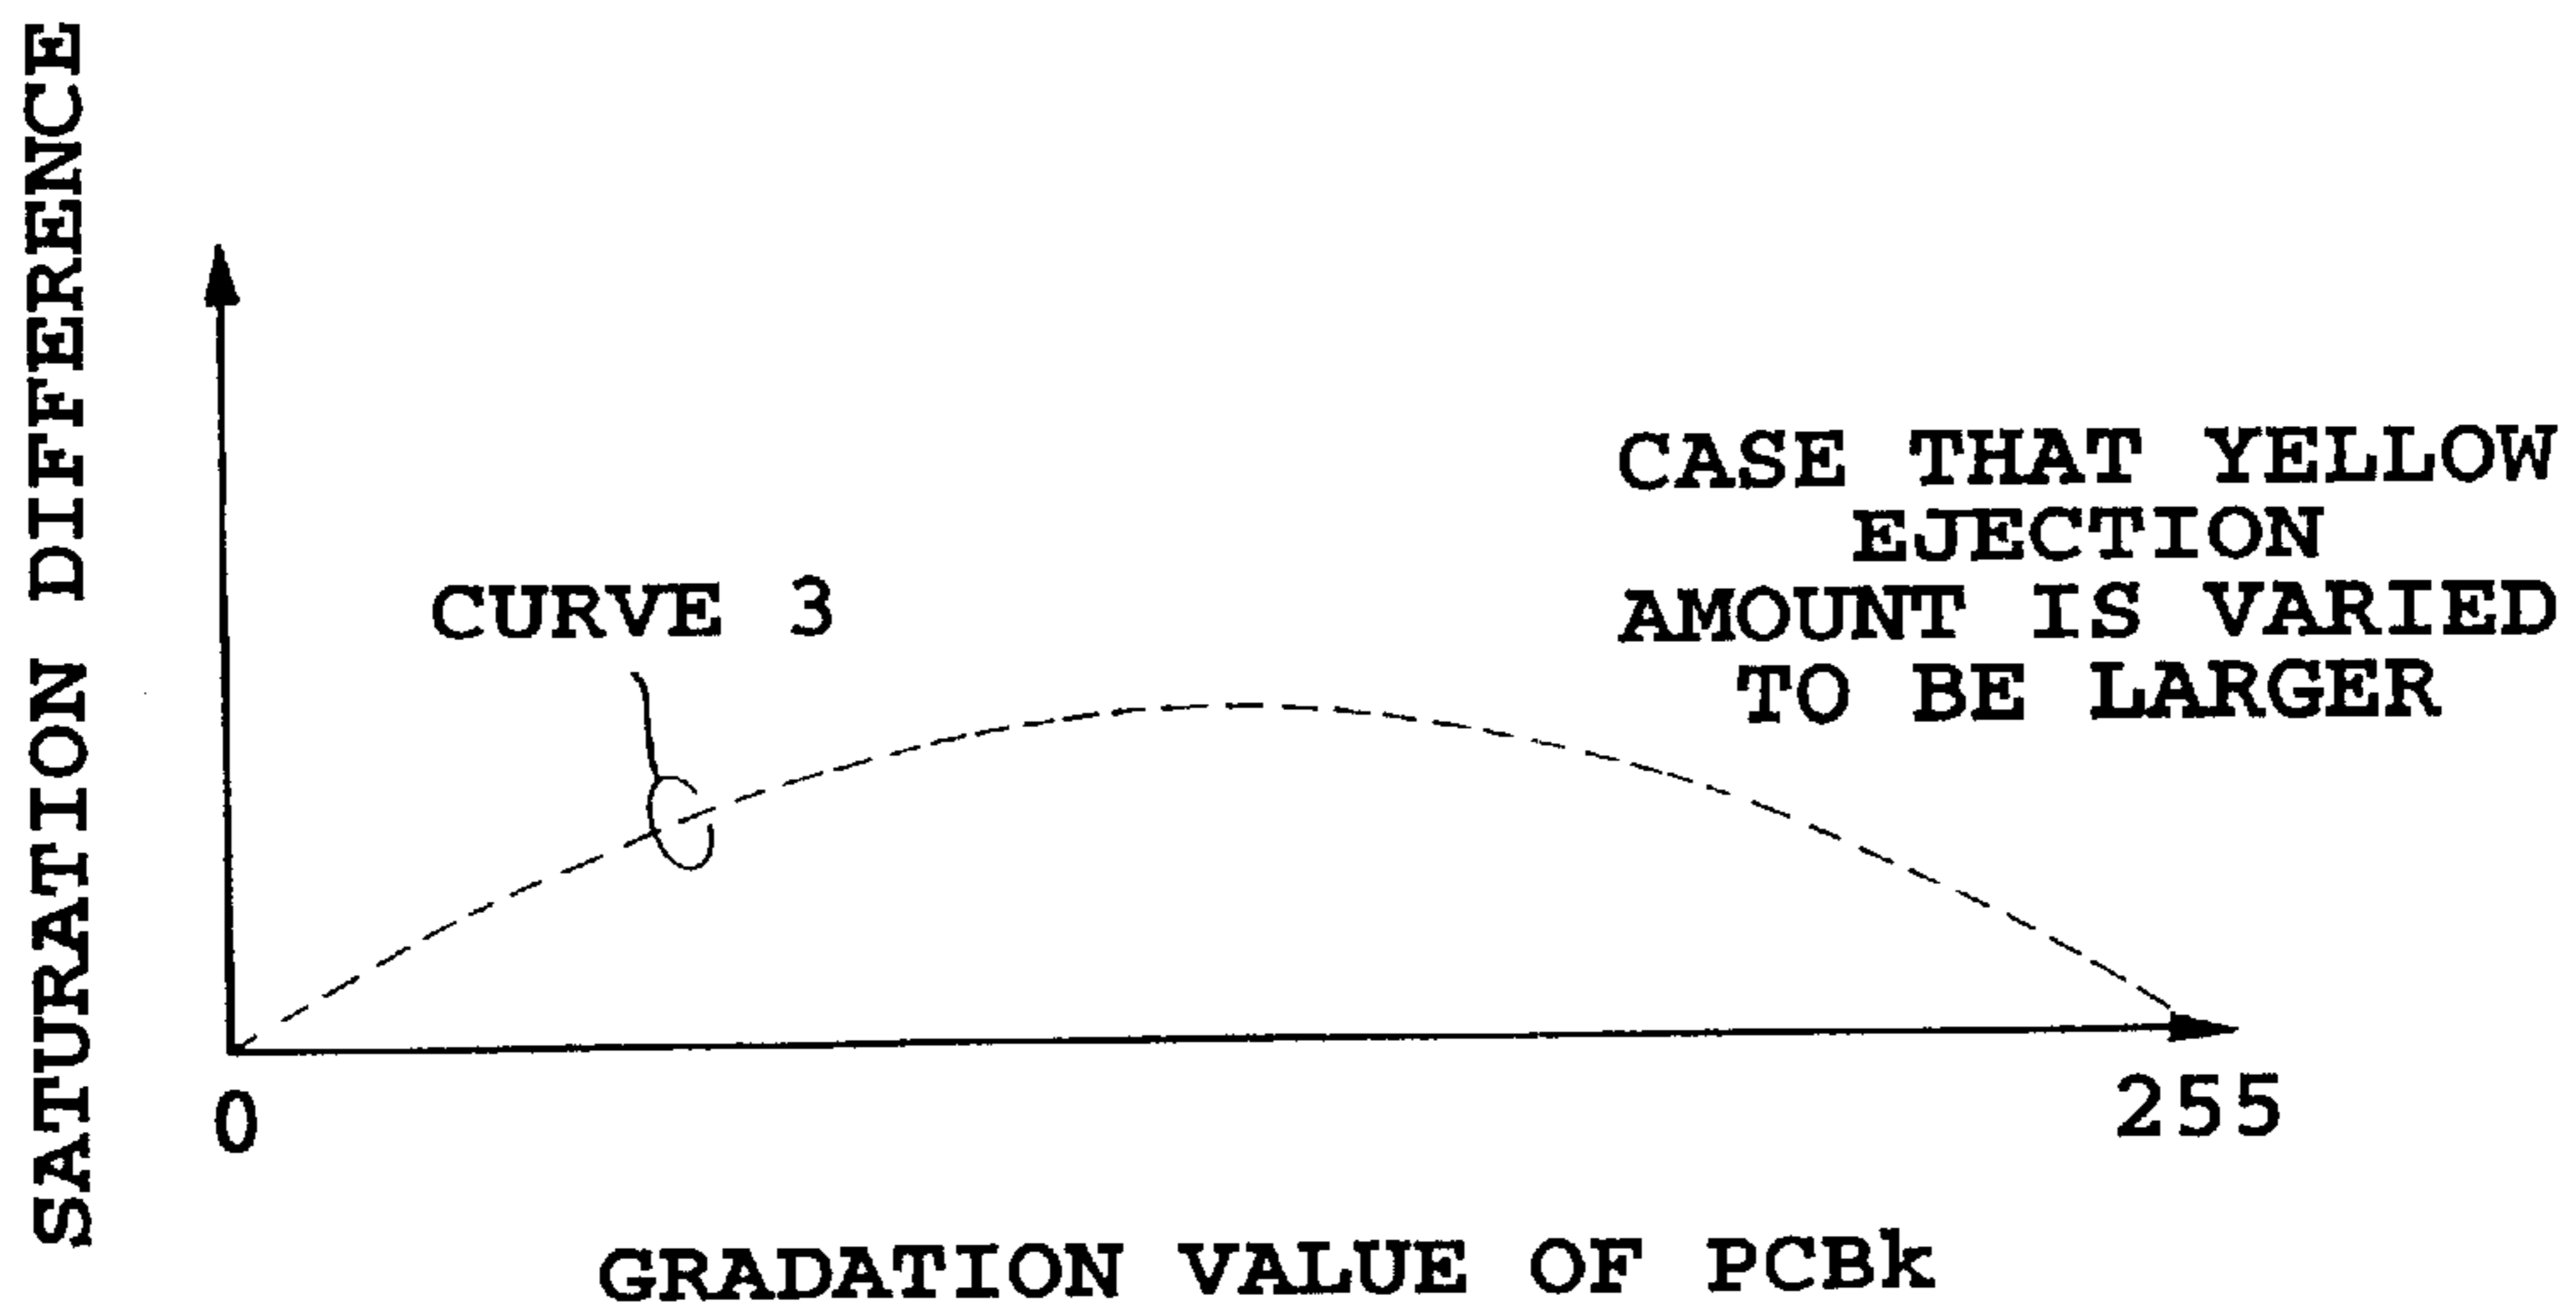 SATURATION DIFFERENCE
CURVE 3
CASE THAT YELLOW
EJECTION
AMOUNT IS VARIED
TO BE LARGER
0
255
GRADATION VALUE OF PCBk